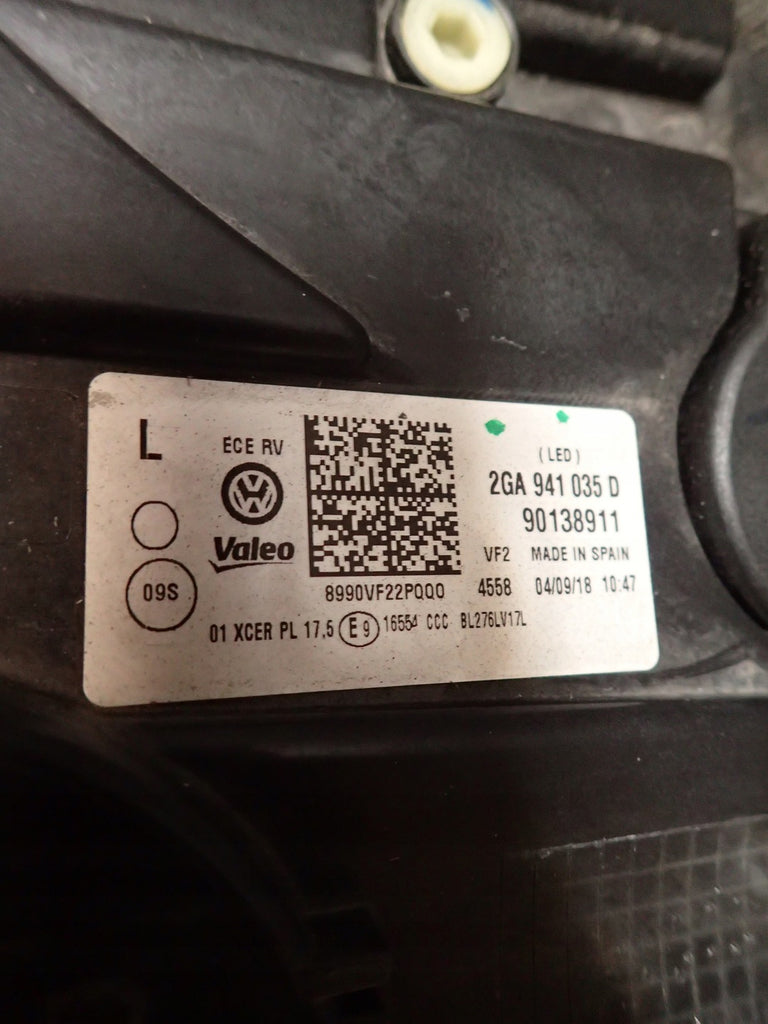 L
ECE RV
Valeo
09S
8990VF22PQQ0
(LED)
2GA 941 035 D
90138911
VF2 MADE IN SPAIN
4558 04/09/18 10:47
01 XCER PL 17,5 E9 16554 CCC BL276LV17L